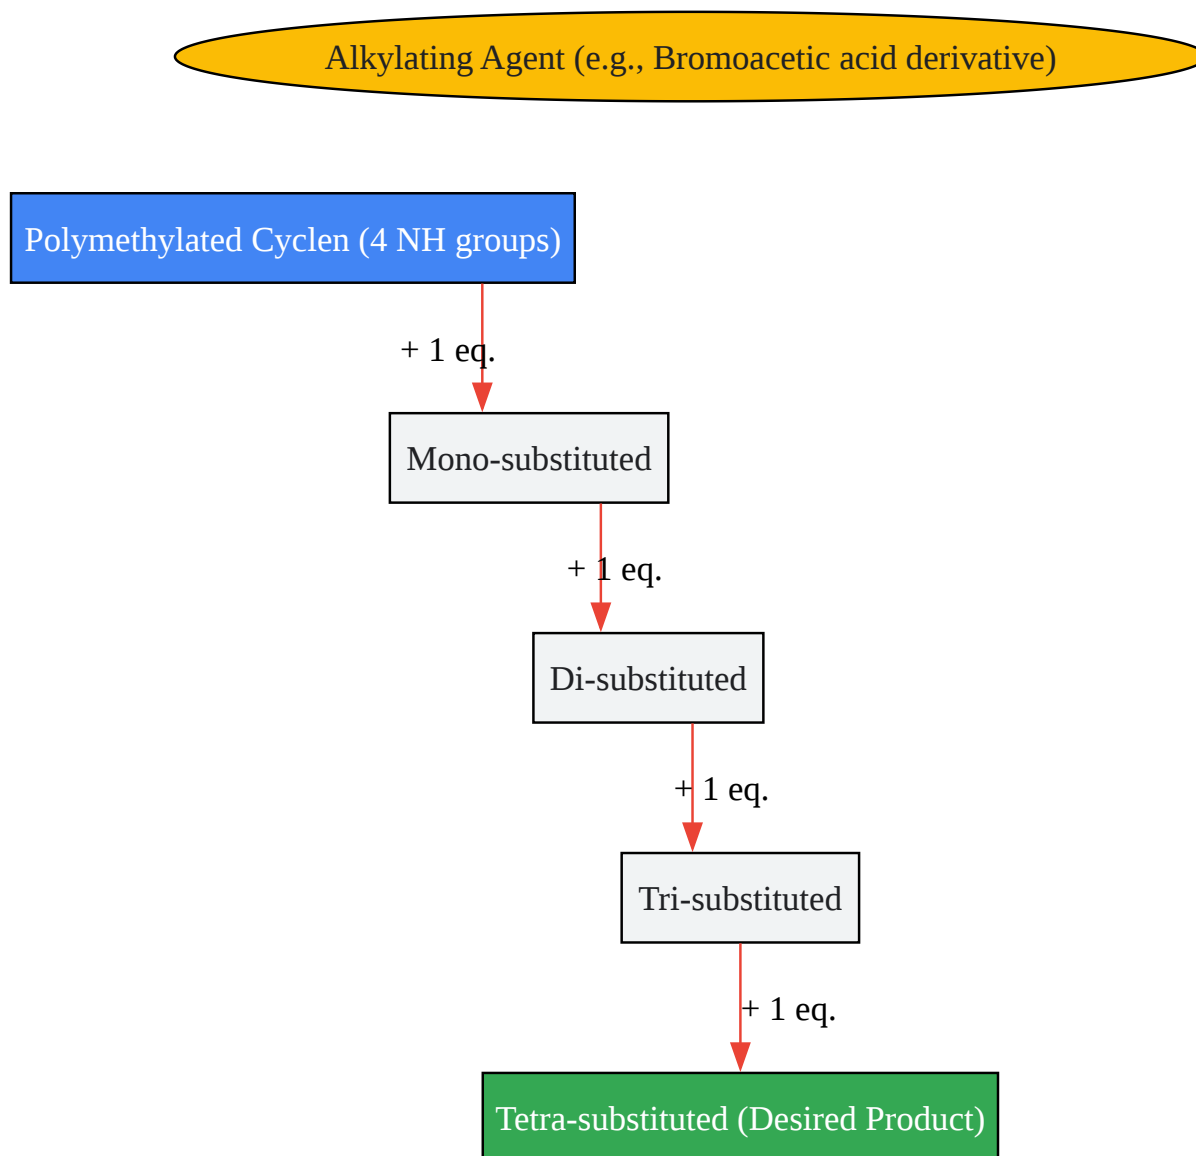 Alkylating Agent (e.g., Bromoacetic acid derivative)
Polymethylated Cyclen (4 NH groups)
+ 1 eq.
Mono-substituted
+ 1 eq.
Di-substituted
+ 1 eq.
Tri-substituted
+ 1 eq.
Tetra-substituted (Desired Product)